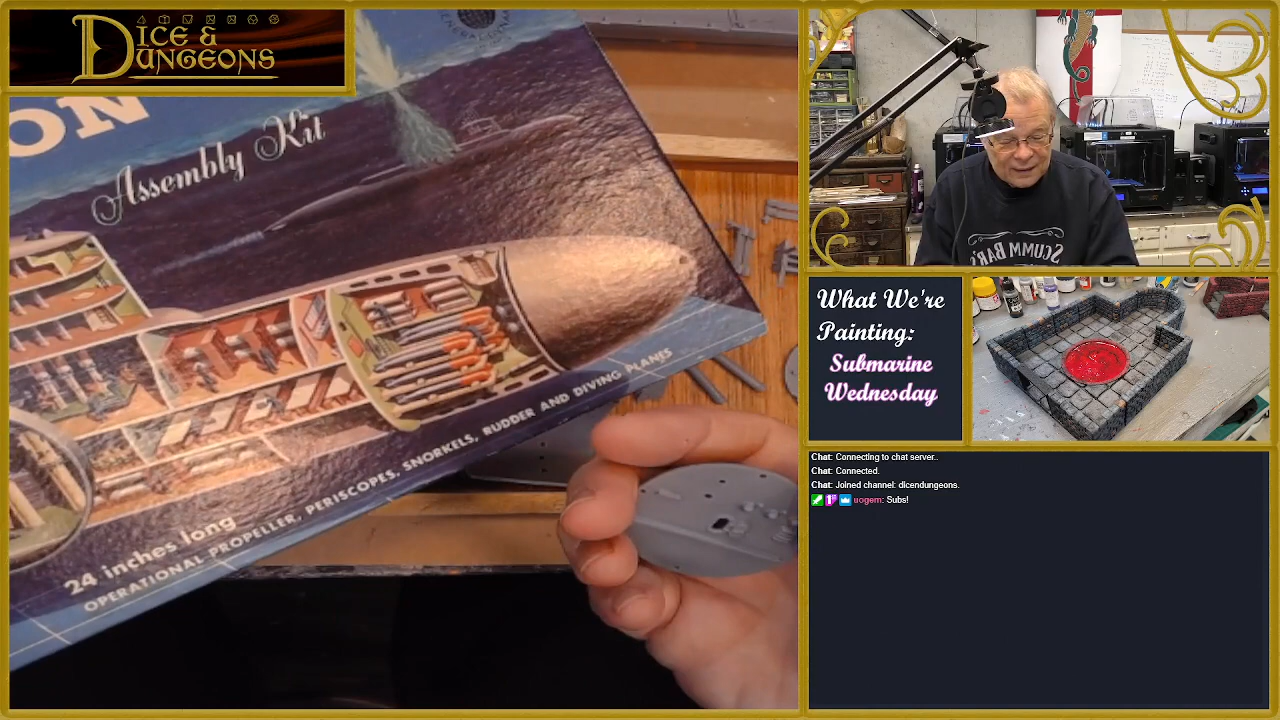 DICE &
DUNGEONS
ON
Assembly Kit
24 inches long
OPERATIONAL PROPELLER, PERISCOPES, SNORKELS, RUDDER AND DIVING PLANES
SCUMM BAR
What We're
Painting:
Submarine
Wednesday
Chat: Connecting to chat server..
Chat: Connected.
Chat: Joined channel: dicendungeons.
uogem: Subs!